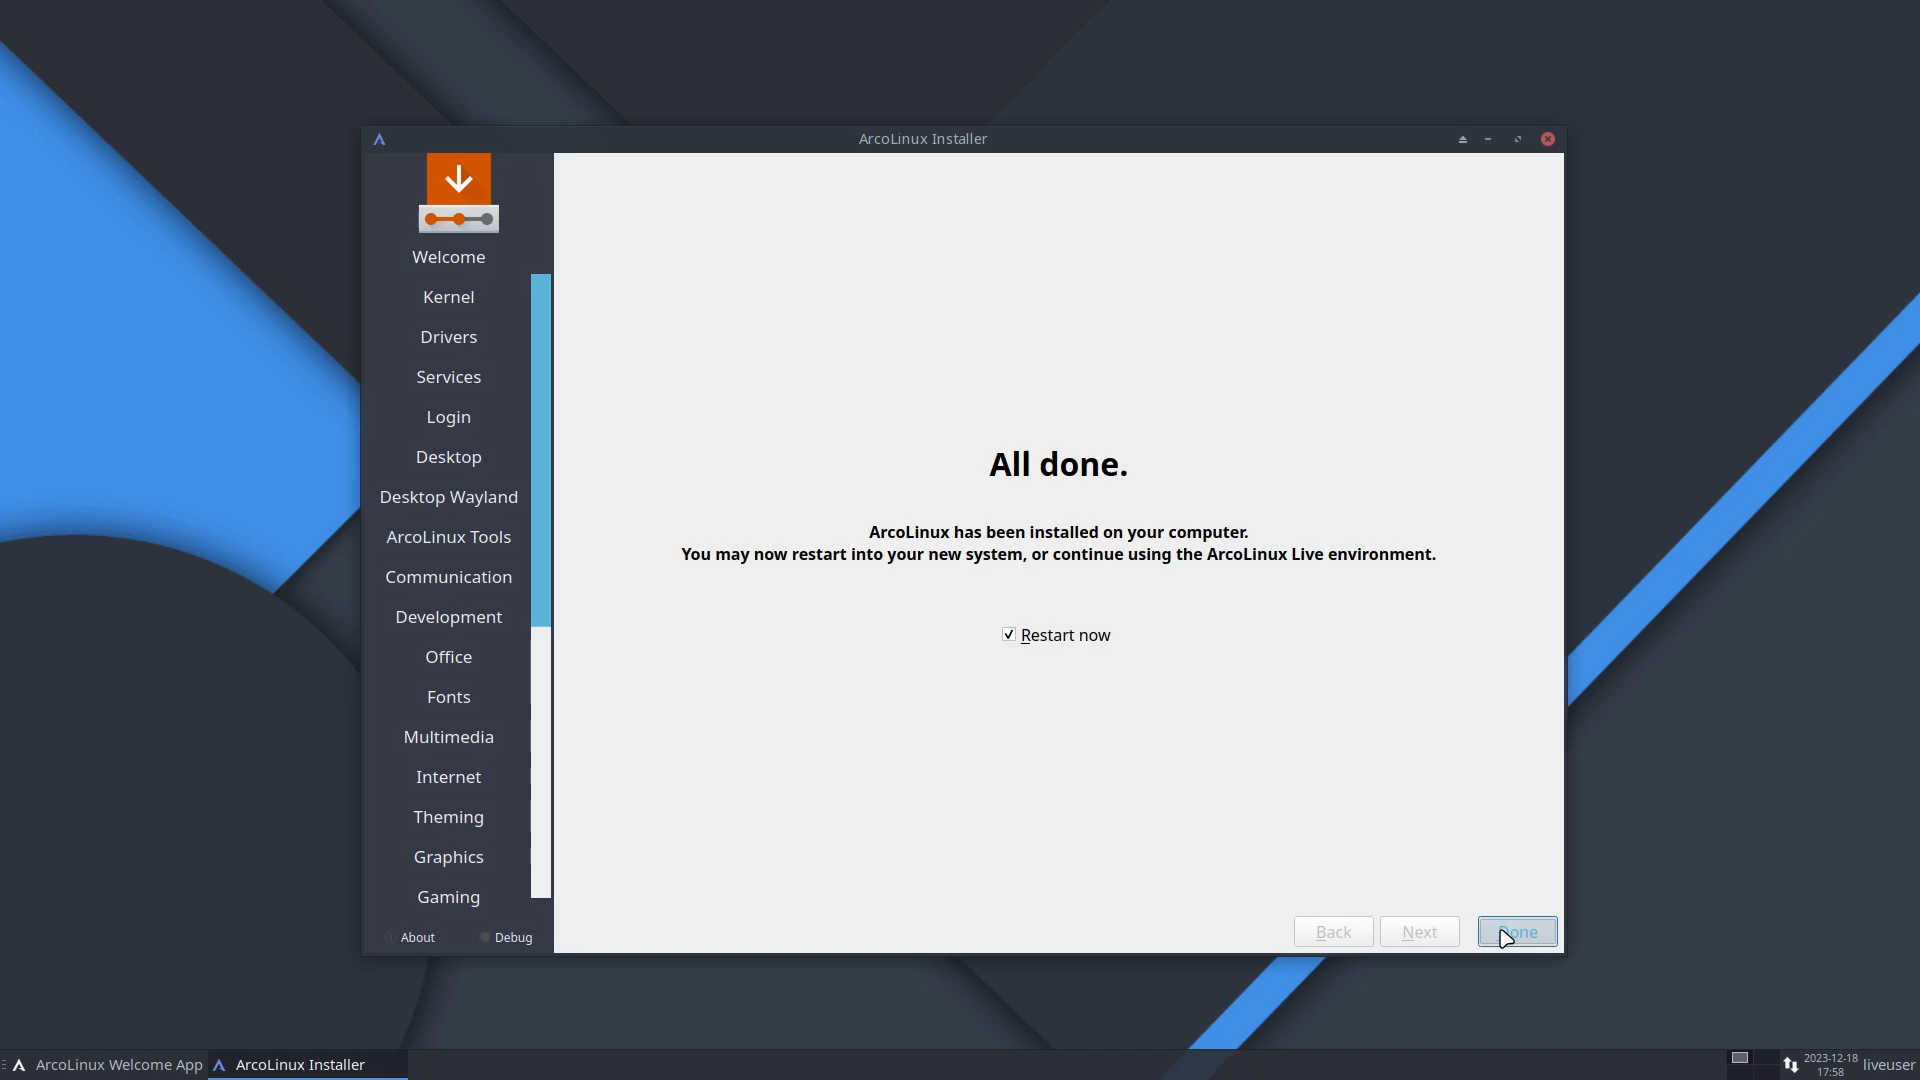 ArcoLinux Installer
Welcome
Kernel
Drivers
Services
Login
Desktop
Desktop Wayland
ArcoLinux Tools
Communication
Development
Office
Fonts
Multimedia
Internet
Theming
Graphics
Gaming
About
Debug
All done.
ArcoLinux has been installed on your computer.
You may now restart into your new system, or continue using the ArcoLinux Live environment.
Restart now
Back
Next
Done
ArcoLinux Welcome App
ArcoLinux Installer
2023-12-18
17:58
liveuser